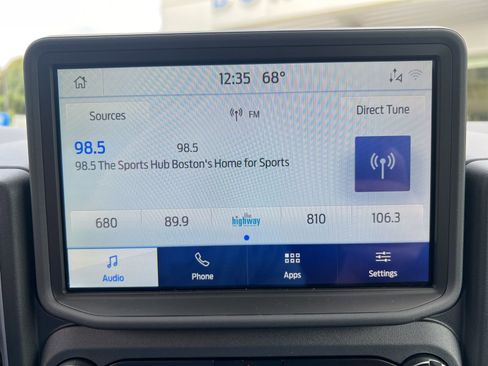 12:35 68°
Sources
FM
Direct Tune
98.5 98.5
98.5 The Sports Hub Boston's Home for Sports
680 89.9 the highway 810 106.3
Audio Phone Apps Settings